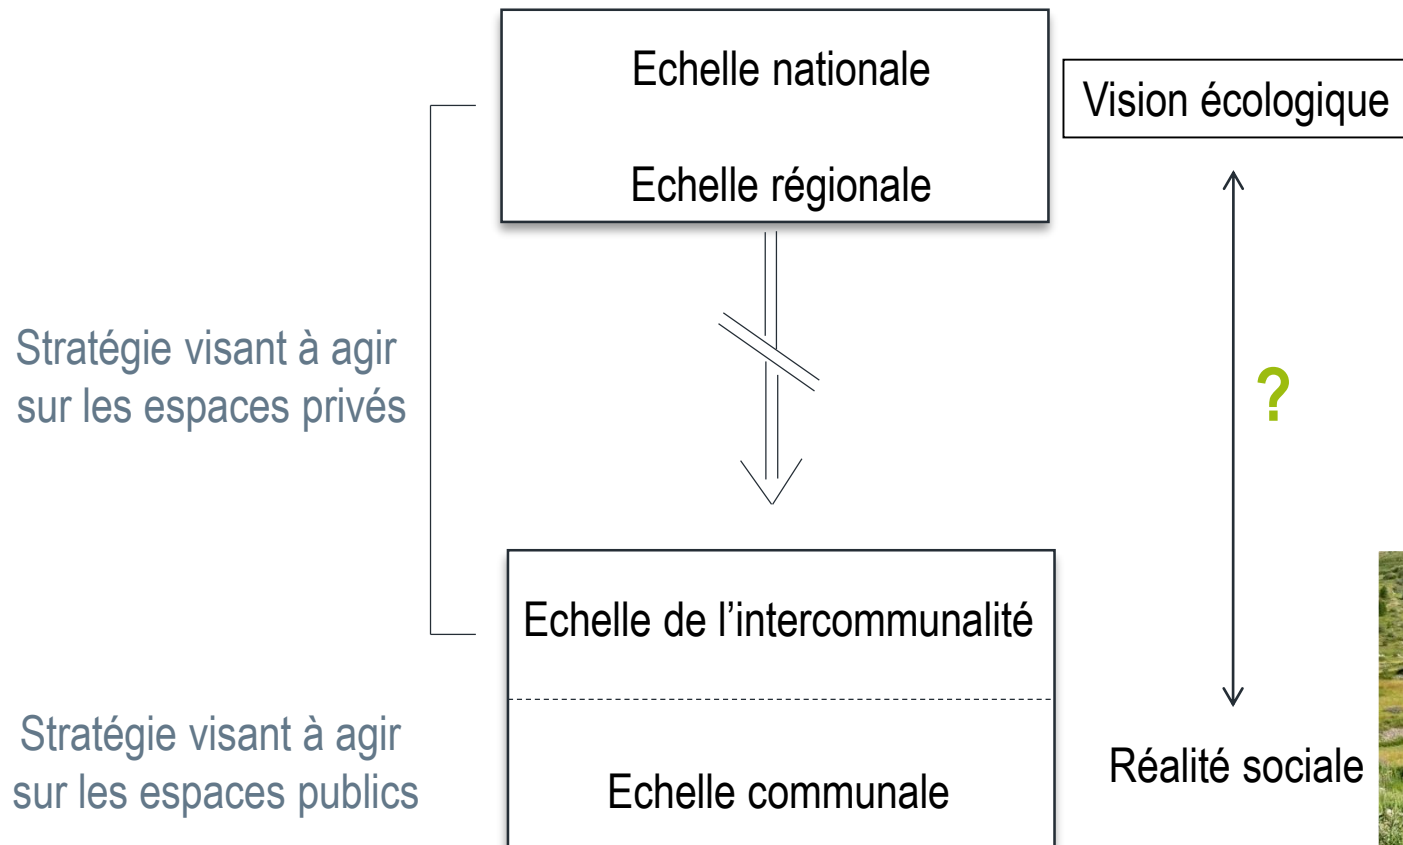 Echelle nationale
Vision écologique
Echelle régionale
Stratégie visant à agir
sur les espaces privés
?
Echelle de l’intercommunalité
Stratégie visant à agir
sur les espaces publics
Réalité sociale
Echelle communale